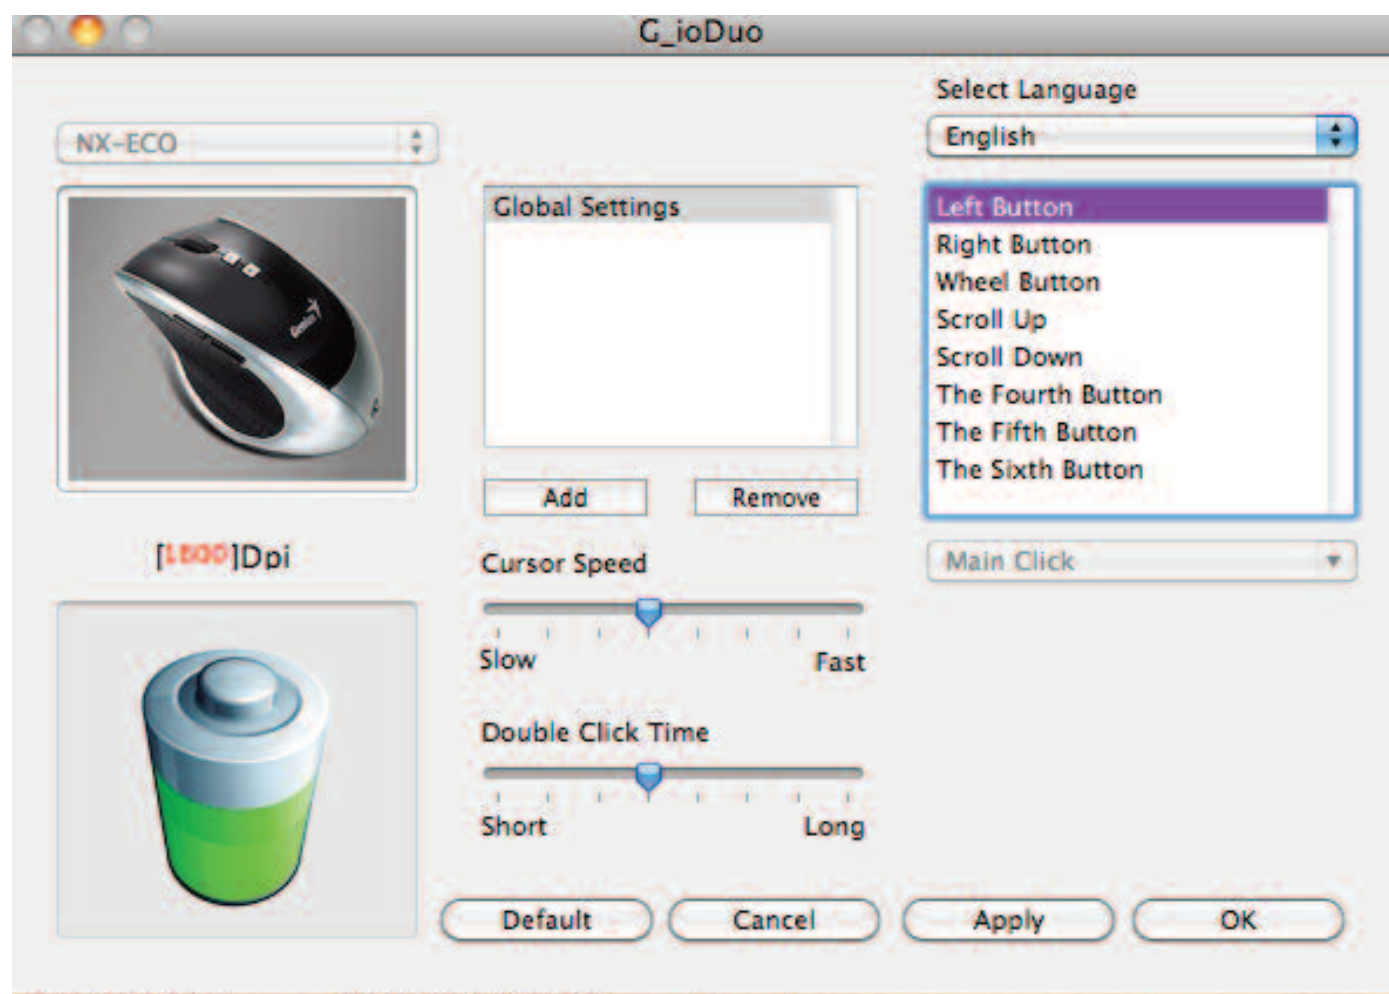 G_ioDuo
Select Language
NX-ECO
English
Global Settings
Left Button
Right Button
Wheel Button
Scroll Up
Scroll Down
The Fourth Button
The Fifth Button
The Sixth Button
Genius
Add
Remove
[1600]Dpi
Cursor Speed
Main Click
Slow
Fast
Double Click Time
Short
Long
Default
Cancel
Apply
OK